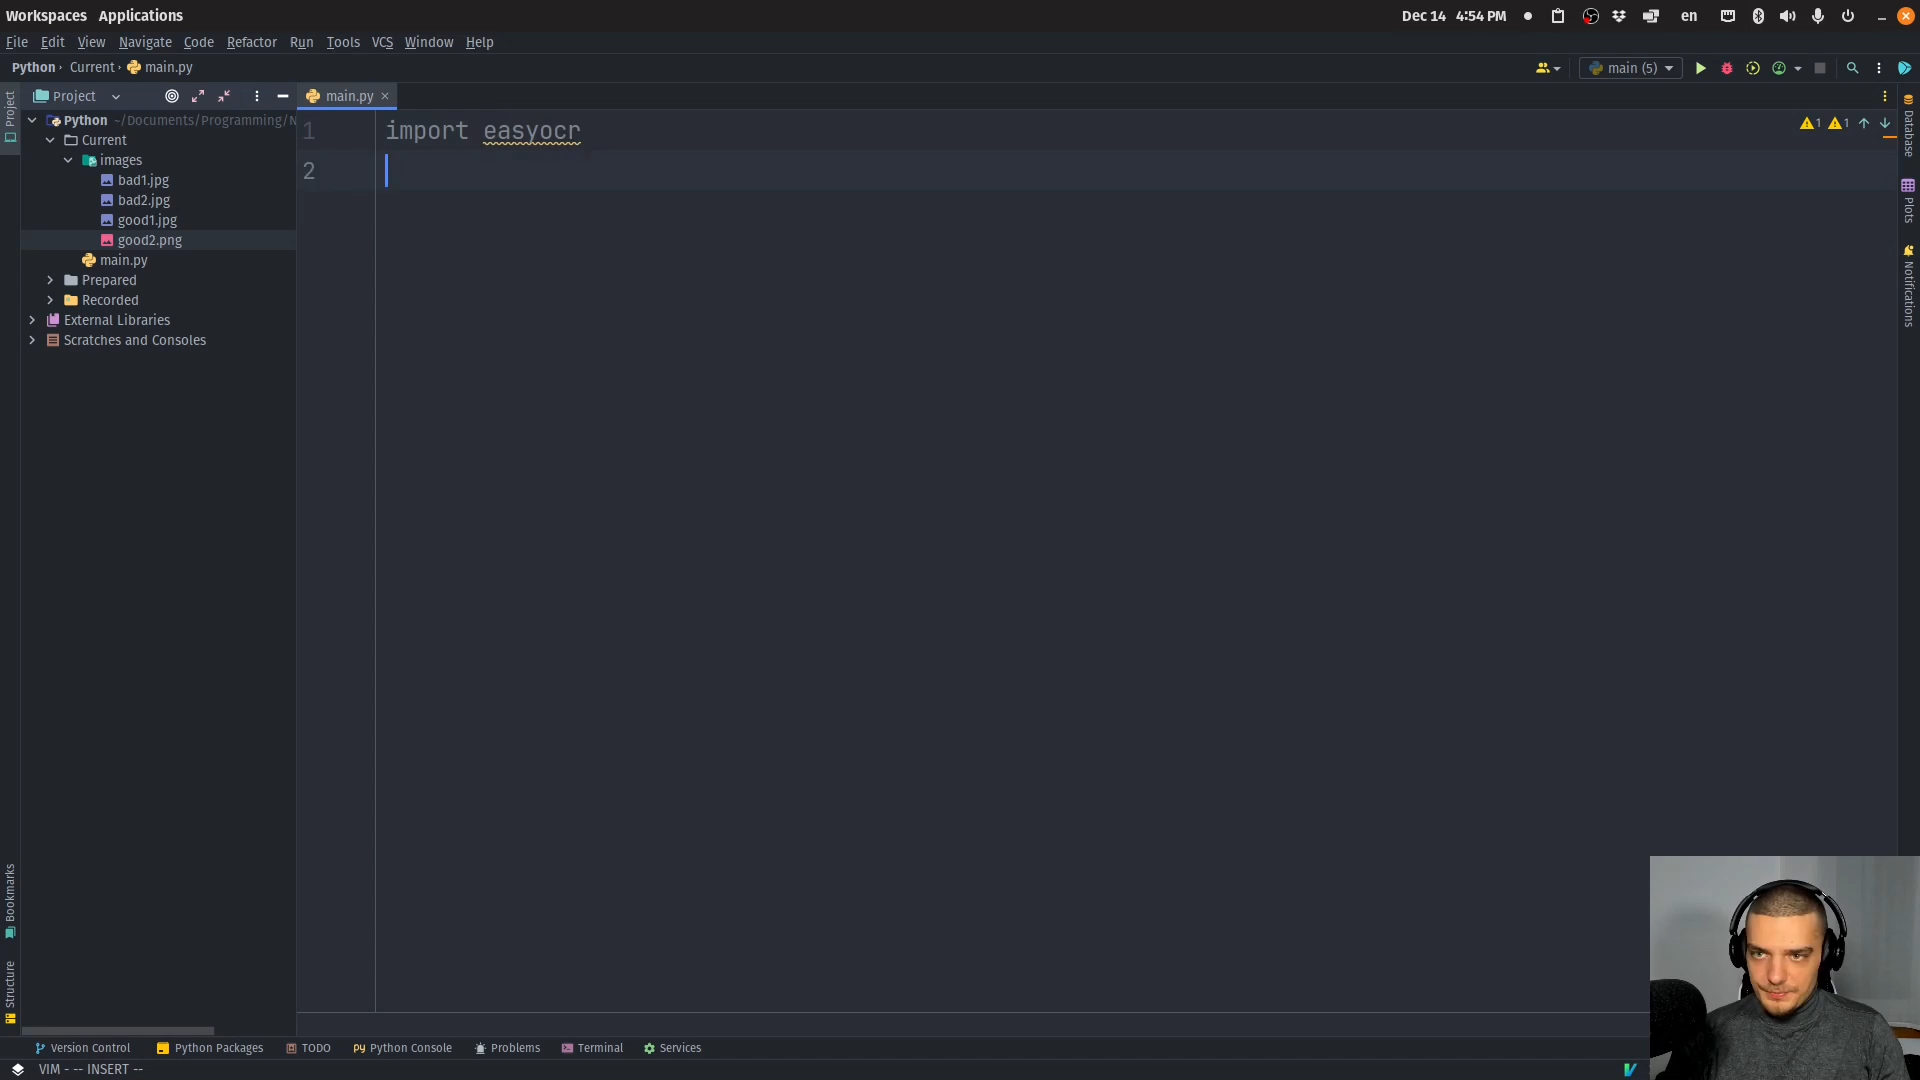 Workspaces Applications
Dec 14 4:54 PM
en
File Edit View Navigate Code Refactor Run Tools VCS Window Help
Python › Current › main.py
main (5)
Project
Project
main.py
1 1
Python ~/Documents/Programming/N
Current
images
bad1.jpg
bad2.jpg
good1.jpg
good2.png
main.py
Prepared
Recorded
External Libraries
Scratches and Consoles
1 import easyocr
2
Database
Plots
Notifications
Bookmarks
Structure
Version Control Python Packages TODO Python Console Problems Terminal Services
VIM - -- INSERT --